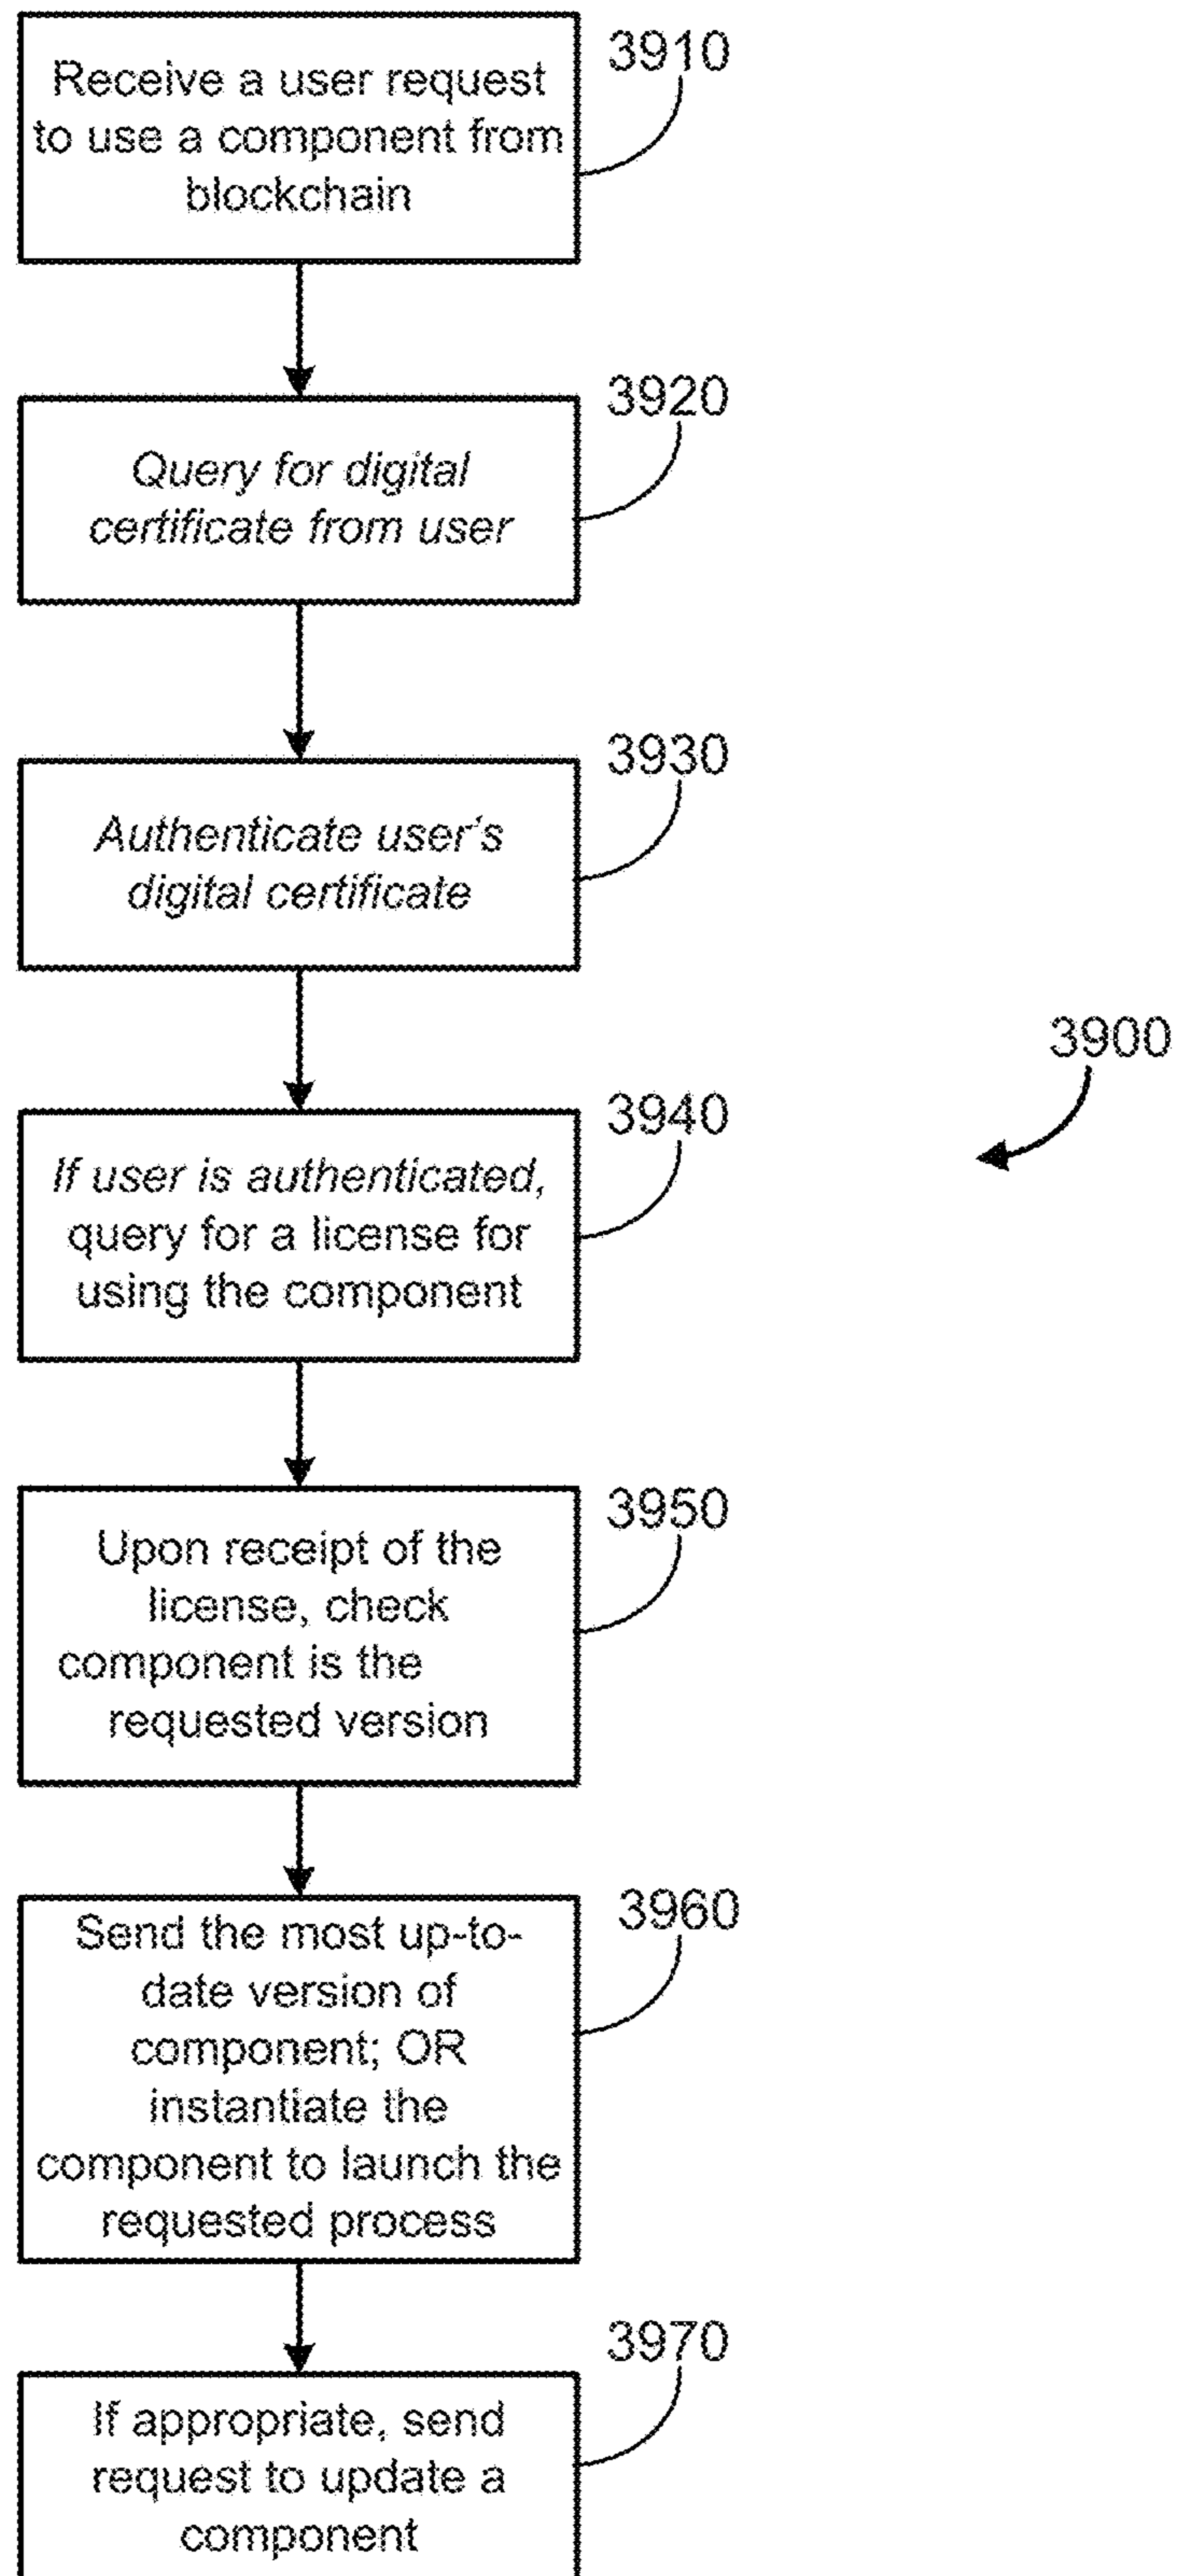 Receive a user request
to use a component from
blockchain
3910
Query for digital
certificate from user
3920
Authenticate user's
digital certificate
3930
3900
If user is authenticated,
query for a license for
using the component
3940
Upon receipt of the
license, check
component is the
requested version
3950
Send the most up-to-
date version of
component; OR
instantiate the
component to launch the
requested process
3960
If appropriate, send
request to update a
component
3970